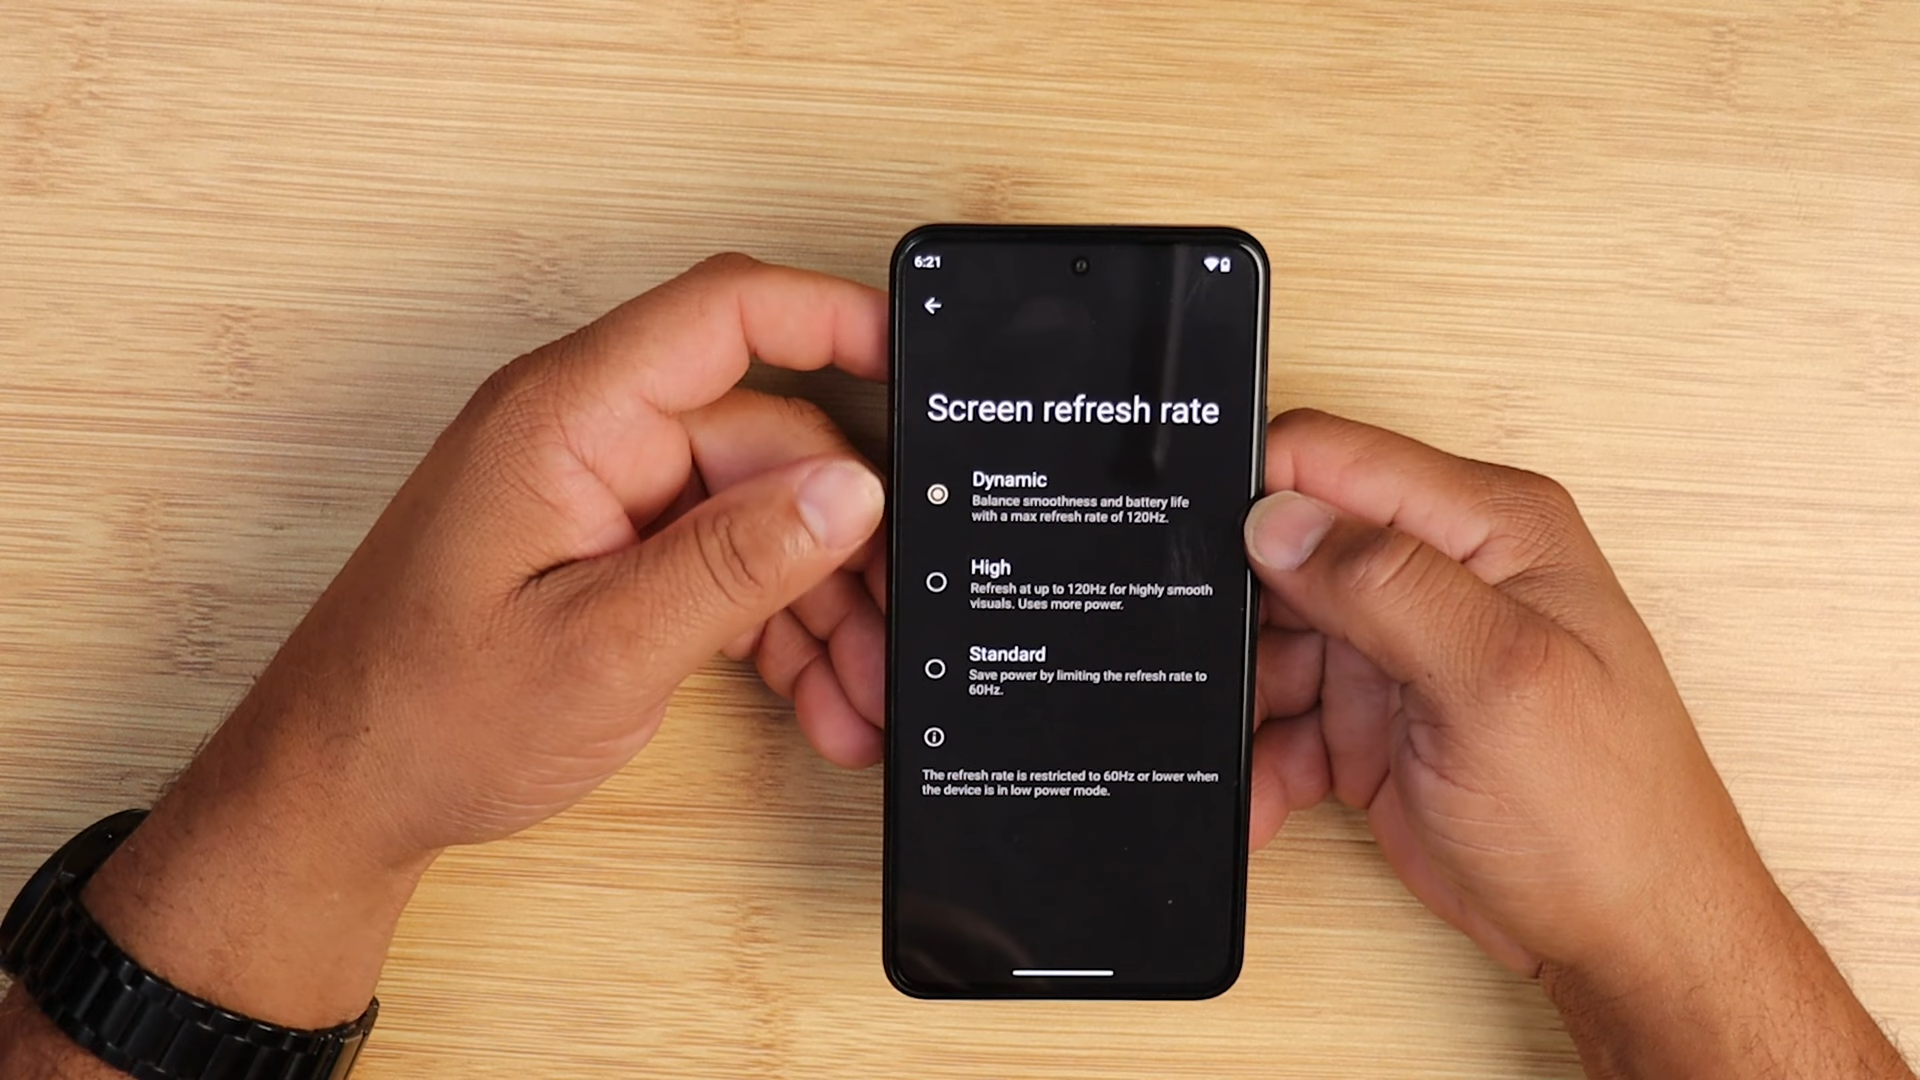 6:21
Screen refresh rate
Dynamic
Balance smoothness and battery life
with a max refresh rate of 120Hz.
High
Refresh at up to 120Hz for highly smooth
visuals. Uses more power.
Standard
Save power by limiting the refresh rate to
60Hz.
The refresh rate is restricted to 60Hz or lower when
the device is in low power mode.